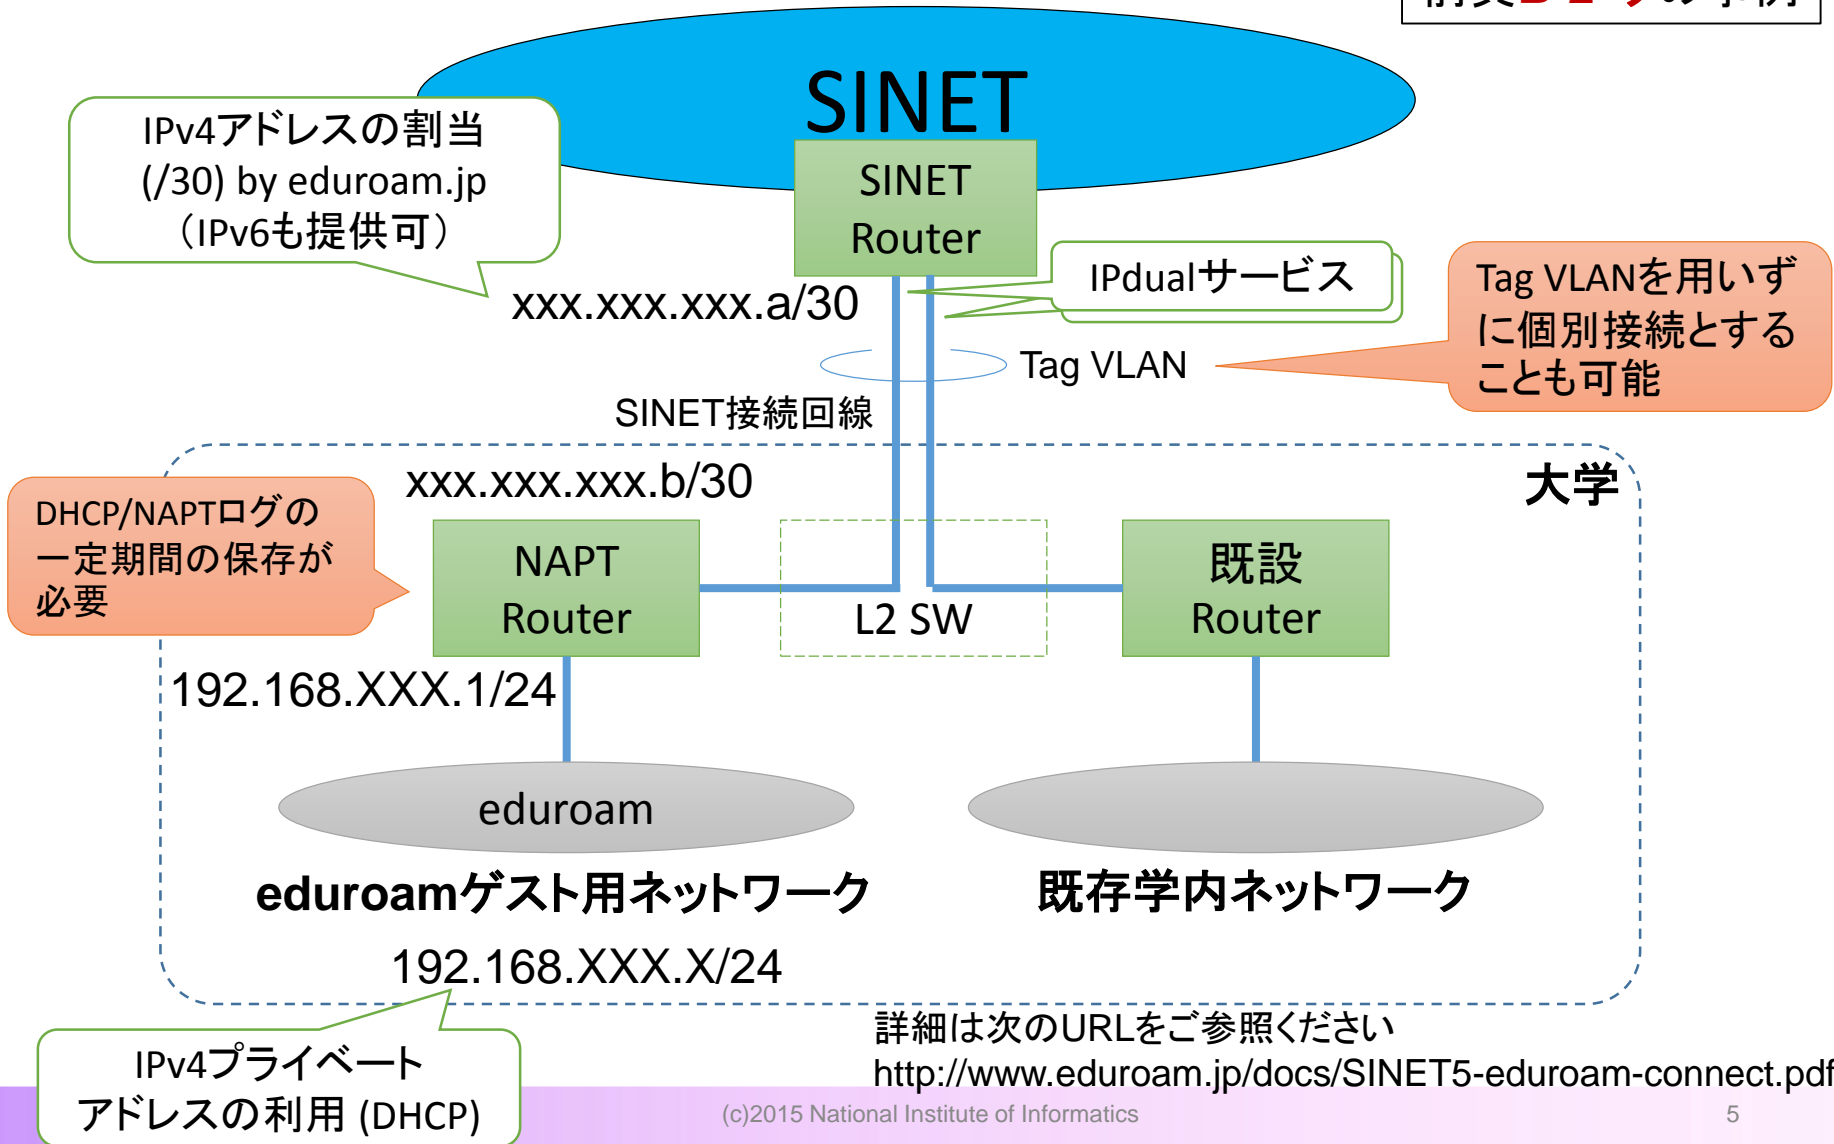 SINET
IPv4アドレスの割当
(/30) by eduroam.jp
（IPv6も提供可）
SINET
Router
xxx.xxx.xxx.a/30
IPdualサービス
Tag VLAN
Tag VLANを用いず
に個別接続とする
ことも可能
SINET接続回線
大学
xxx.xxx.xxx.b/30
DHCP/NAPTログの
一定期間の保存が
必要
NAPT
Router
L2 SW
既設
Router
192.168.XXX.1/24
eduroam
eduroamゲスト用ネットワーク
既存学内ネットワーク
192.168.XXX.X/24
IPv4プライベート
アドレスの利用 (DHCP)
詳細は次のURLをご参照ください
http://www.eduroam.jp/docs/SINET5-eduroam-connect.pdf
(c)2015 National Institute of Informatics
5